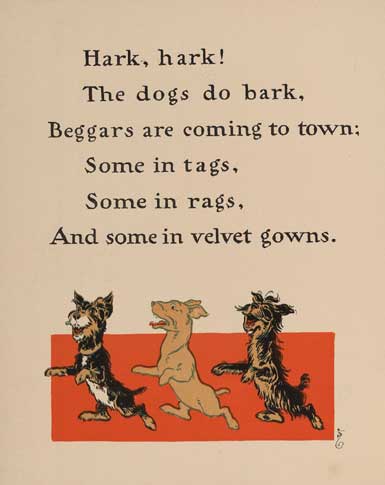 Hark, hark!
The dogs do bark,
Beggars are coming to town;
Some in tags,
Some in rags,
And some in velvet gowns.